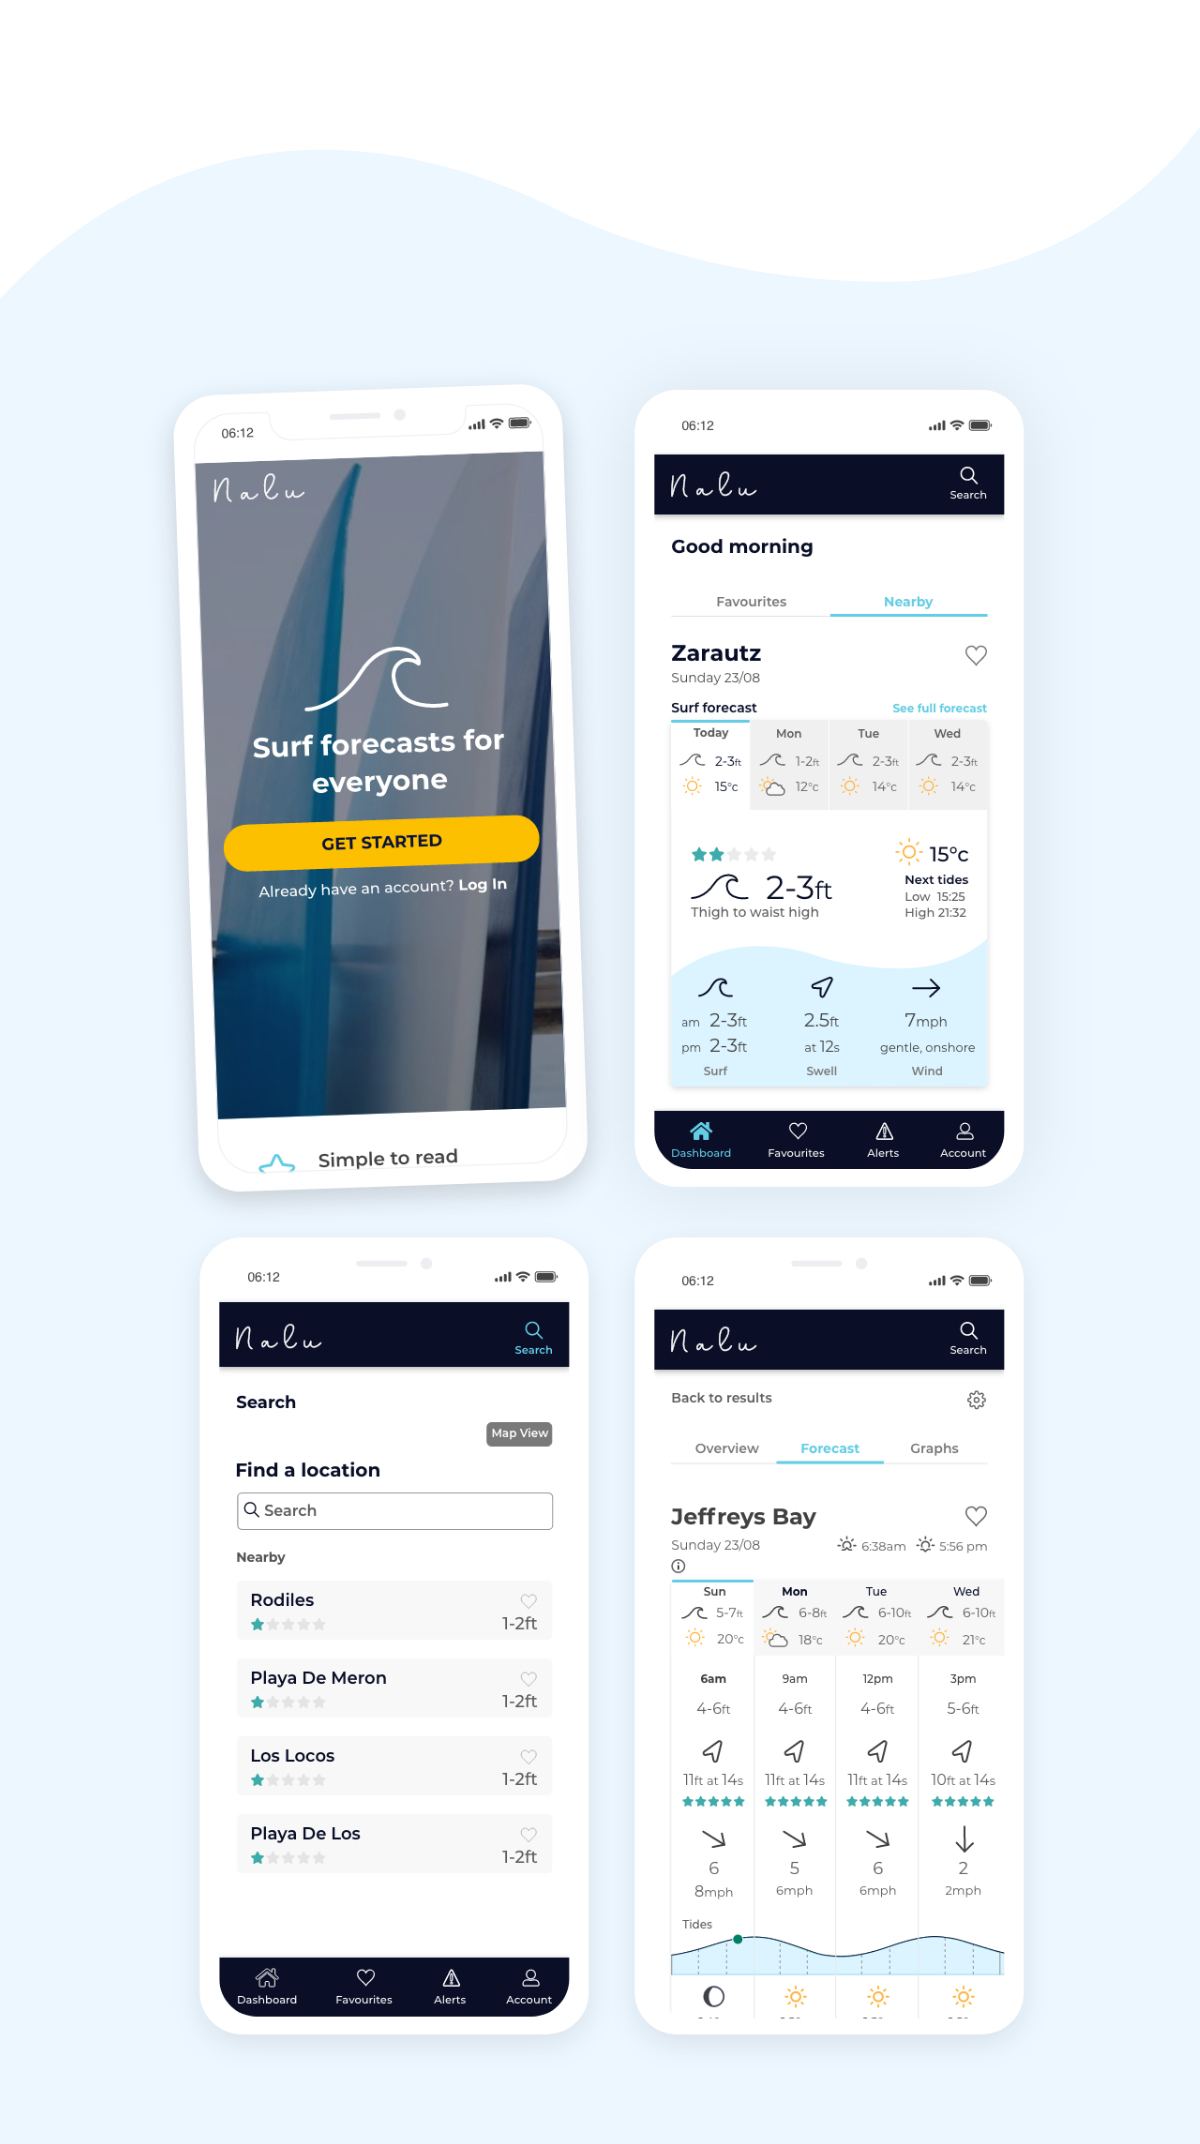 06:12
Nalu
Surf forecasts for
everyone
GET STARTED
Already have an account? Log In
Simple to read
06:12
Nalu
Search
Good morning
Favourites Nearby
Zarautz
Sunday 23/08
Surf forecast See full forecast
Today Mon Tue Wed
2-3ft 1-2ft 2-3ft 2-3ft
15°c 12°c 14°c 14°c
15°c
2-3ft
Thigh to waist high
Next tides
Low 15:25
High 21:32
am 2-3ft 2.5ft 7mph
pm 2-3ft at 12s gentle, onshore
Surf Swell Wind
Dashboard Favourites Alerts Account
06:12
Nalu
Search
Search
Map View
Find a location
Search
Nearby
Rodiles
1-2ft
Playa De Meron
1-2ft
Los Locos
1-2ft
Playa De Los
1-2ft
Dashboard Favourites Alerts Account
06:12
Nalu
Search
Back to results
Overview Forecast Graphs
Jeffreys Bay
Sunday 23/08 6:38am 5:56 pm
Sun Mon Tue Wed
5-7ft 6-8ft 6-10ft 6-10ft
20°c 18°c 20°c 21°c
6am 9am 12pm 3pm
4-6ft 4-6ft 4-6ft 5-6ft
11ft at 14s 11ft at 14s 11ft at 14s 10ft at 14s
6 5 6 2
8mph 6mph 6mph 2mph
Tides